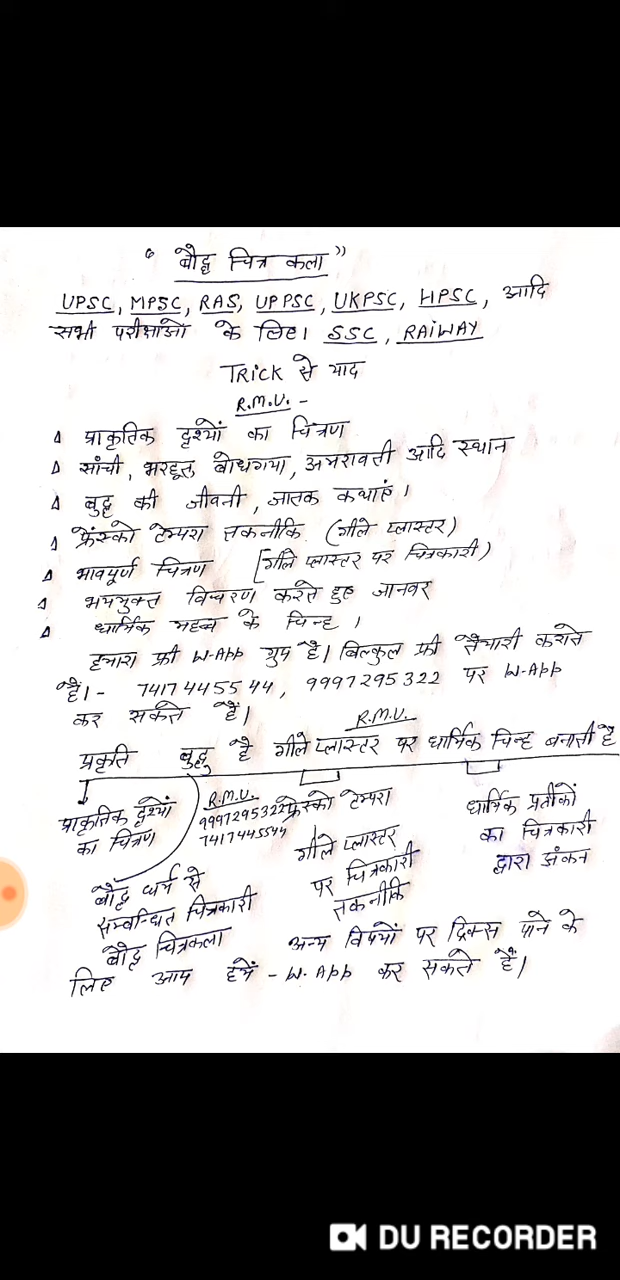 “ बौद्ध चित्र कला ”
UPSC, MPSC, RAS, UPPSC, UKPSC, HPSC, आदि
सभी परीक्षाओं के लिए। SSC, RAIWAY
TRICK से याद
R.M.U. -
Δ प्राकृतिक दृश्यों का चित्रण
Δ सांची, भरहूत, बोधगया, अमरावती आदि स्थान
Δ बुद्ध की जीवनी, जातक कथाएं।
Δ फ्रेस्को टेम्परा तकनीकि (गीले प्लास्टर)
Δ भावपूर्ण चित्रण [गीले प्लास्टर पर चित्रकारी)
Δ भययुक्त विचरण करते हुए जानवर
Δ धार्मिक महत्व के चिन्ह।
हमारा फ्री W-App ग्रुप है। बिल्कुल फ्री तैयारी कराते
हैं।- 7417445544, 9997295322 पर W-App
कर सकते हैं।
R.M.U.
प्रकृति बुद्ध है गीले प्लास्टर पर धार्मिक चिन्ह बनाती है
प्राकृतिक दृश्यों का चित्रण
R.M.U.
9997295322
7417445544
फ्रेस्को टेम्परा
गीले प्लास्टर
पर चित्रकारी
तकनीकि
धार्मिक प्रतीकों
का चित्रकारी
द्वारा अंकन
बौद्ध धर्म से
सम्बन्धित चित्रकारी
बौद्ध चित्रकला
अन्य विषयों पर ट्रिक्स पाने के
लिए आप हमें - W.App कर सकते हैं।
DU RECORDER